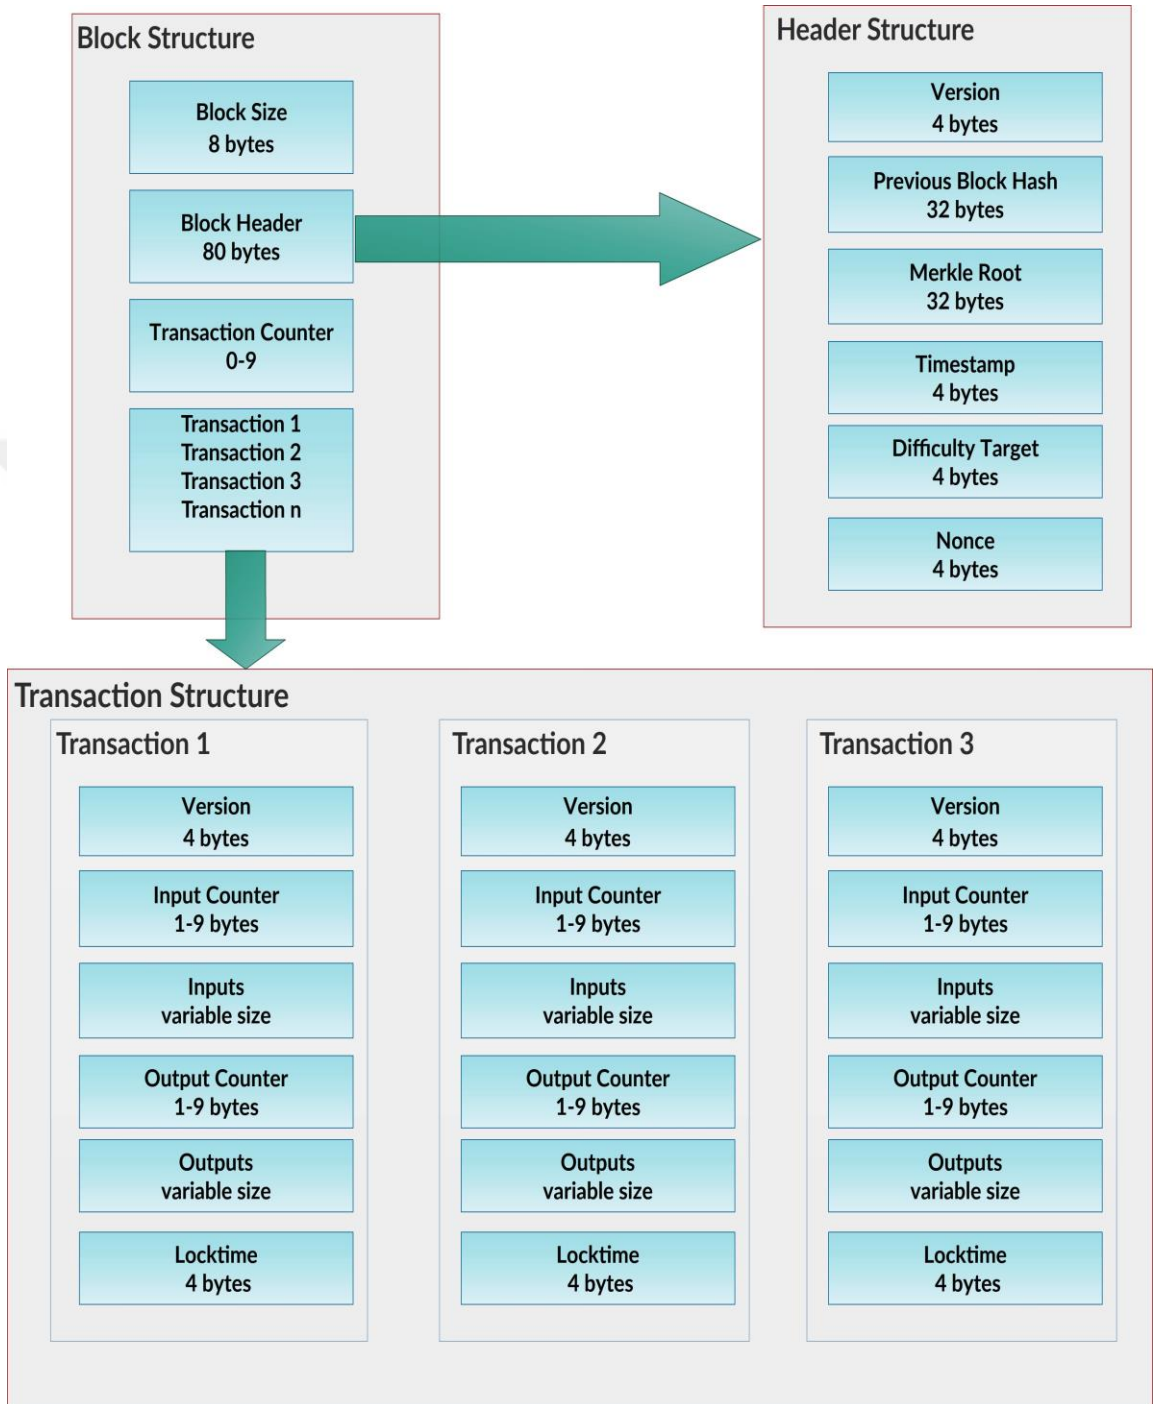 Block Structure
Block Size
8 bytes
Block Header
80 bytes
Transaction Counter
0-9
Transaction 1
Transaction 2
Transaction 3
Transaction n
Header Structure
Version
4 bytes
Previous Block Hash
32 bytes
Merkle Root
32 bytes
Timestamp
4 bytes
Difficulty Target
4 bytes
Nonce
4 bytes
Transaction Structure
Transaction 1
Version
4 bytes
Input Counter
1-9 bytes
Inputs
variable size
Output Counter
1-9 bytes
Outputs
variable size
Locktime
4 bytes
Transaction 2
Version
4 bytes
Input Counter
1-9 bytes
Inputs
variable size
Output Counter
1-9 bytes
Outputs
variable size
Locktime
4 bytes
Transaction 3
Version
4 bytes
Input Counter
1-9 bytes
Inputs
variable size
Output Counter
1-9 bytes
Outputs
variable size
Locktime
4 bytes